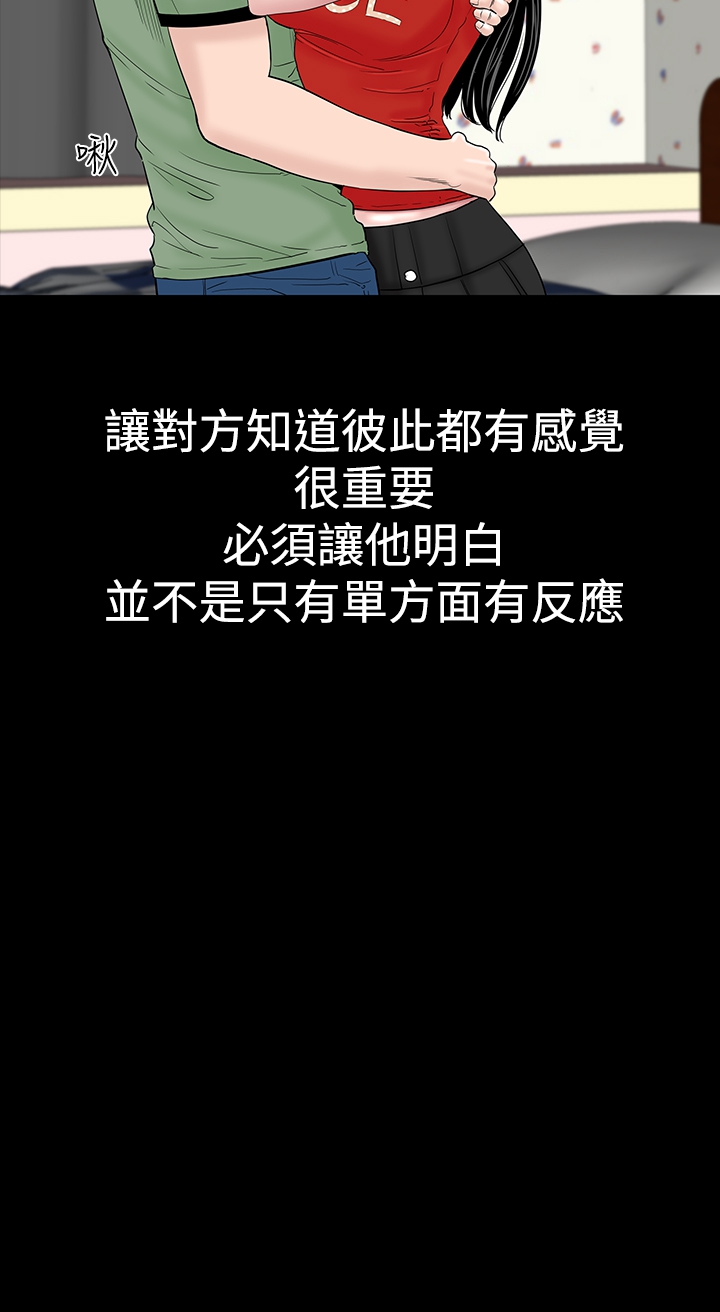 啾
讓對方知道彼此都有感覺
很重要
必須讓他明白
並不是只有單方面有反應